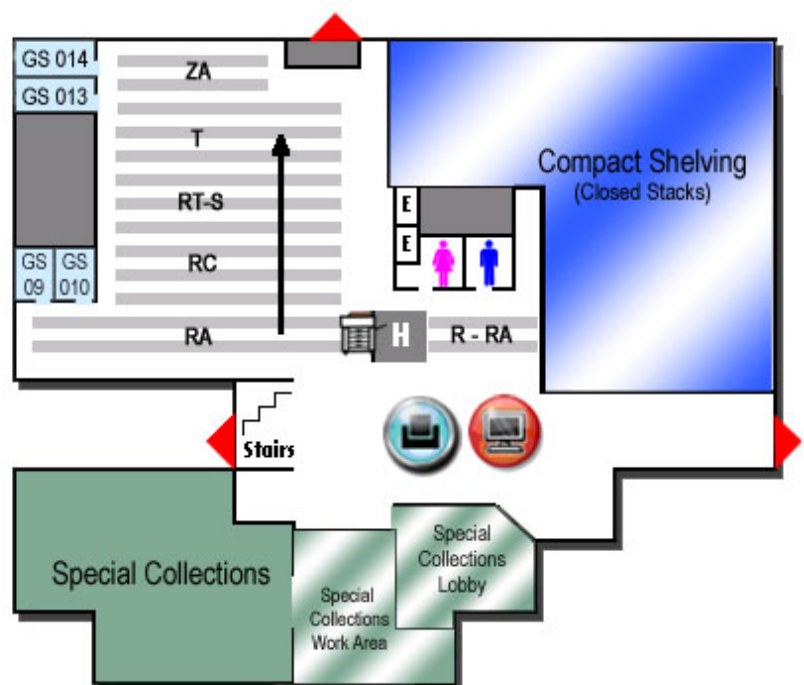 GS 014
GS 013
ZA
T
RT-S
RC
RA
GS
09
GS
010
E
E
H
R - RA
Compact Shelving
(Closed Stacks)
Stairs
Special Collections
Special
Collections
Work Area
Special
Collections
Lobby